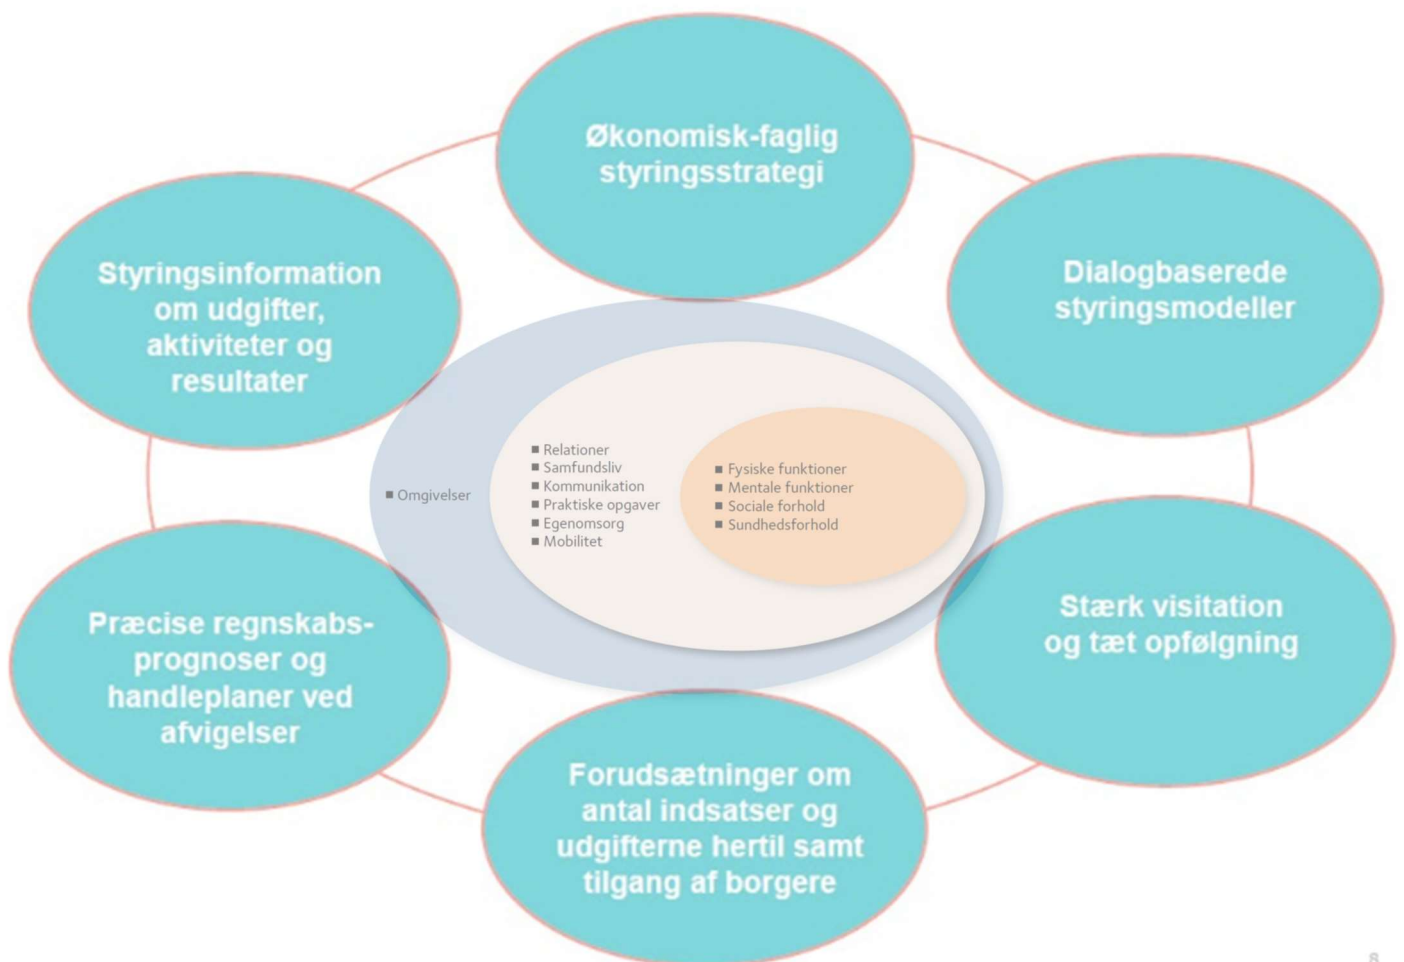 Økonomisk-faglig
styringsstrategi
Dialogbaserede
styringsmodeller
Stærk visitation
og tæt opfølgning
Forudsætninger om
antal indsatser og
udgifterne hertil samt
tilgang af borgere
Præcise regnskabs-
prognoser og
handleplaner ved
afvigelser
Styringsinformation
om udgifter,
aktiviteter og
resultater
■ Omgivelser
■ Relationer
■ Samfundsliv
■ Kommunikation
■ Praktiske opgaver
■ Egenomsorg
■ Mobilitet
■ Fysiske funktioner
■ Mentale funktioner
■ Sociale forhold
■ Sundhedsforhold
8